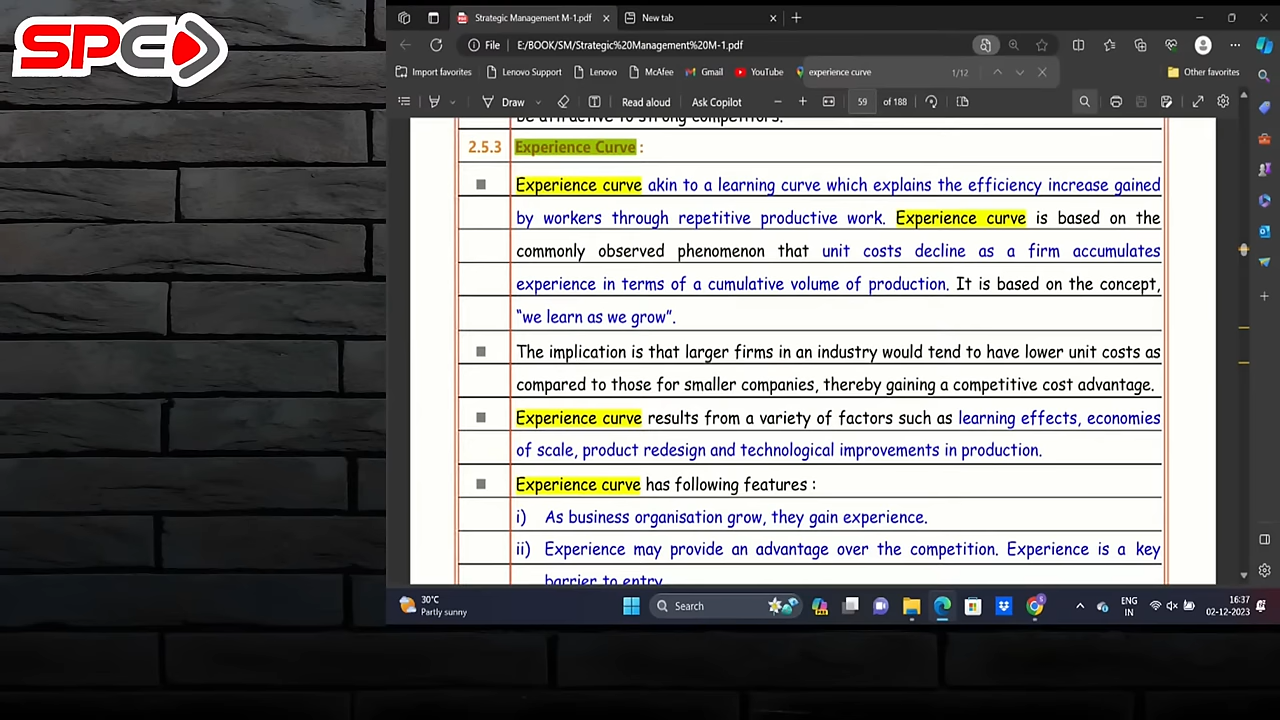 SPC
Strategic Management M-1.pdf
New tab
File
E:/BOOK/SM/Strategic%20Management%20M-1.pdf
Import favorites
Lenovo Support
Lenovo
McAfee
Gmail
YouTube
experience curve
1/12
Other favorites
Draw
Read aloud
Ask Copilot
59
of 188
be attractive to strong competitors.
2.5.3 Experience Curve :
Experience curve akin to a learning curve which explains the efficiency increase gained
by workers through repetitive productive work. Experience curve is based on the
commonly observed phenomenon that unit costs decline as a firm accumulates
experience in terms of a cumulative volume of production. It is based on the concept,
“we learn as we grow”.
The implication is that larger firms in an industry would tend to have lower unit costs as
compared to those for smaller companies, thereby gaining a competitive cost advantage.
Experience curve results from a variety of factors such as learning effects, economies
of scale, product redesign and technological improvements in production.
Experience curve has following features :
i) As business organisation grow, they gain experience.
ii) Experience may provide an advantage over the competition. Experience is a key
barrier to entry
30°C
Partly sunny
Search
ENG
IN
16:37
02-12-2023